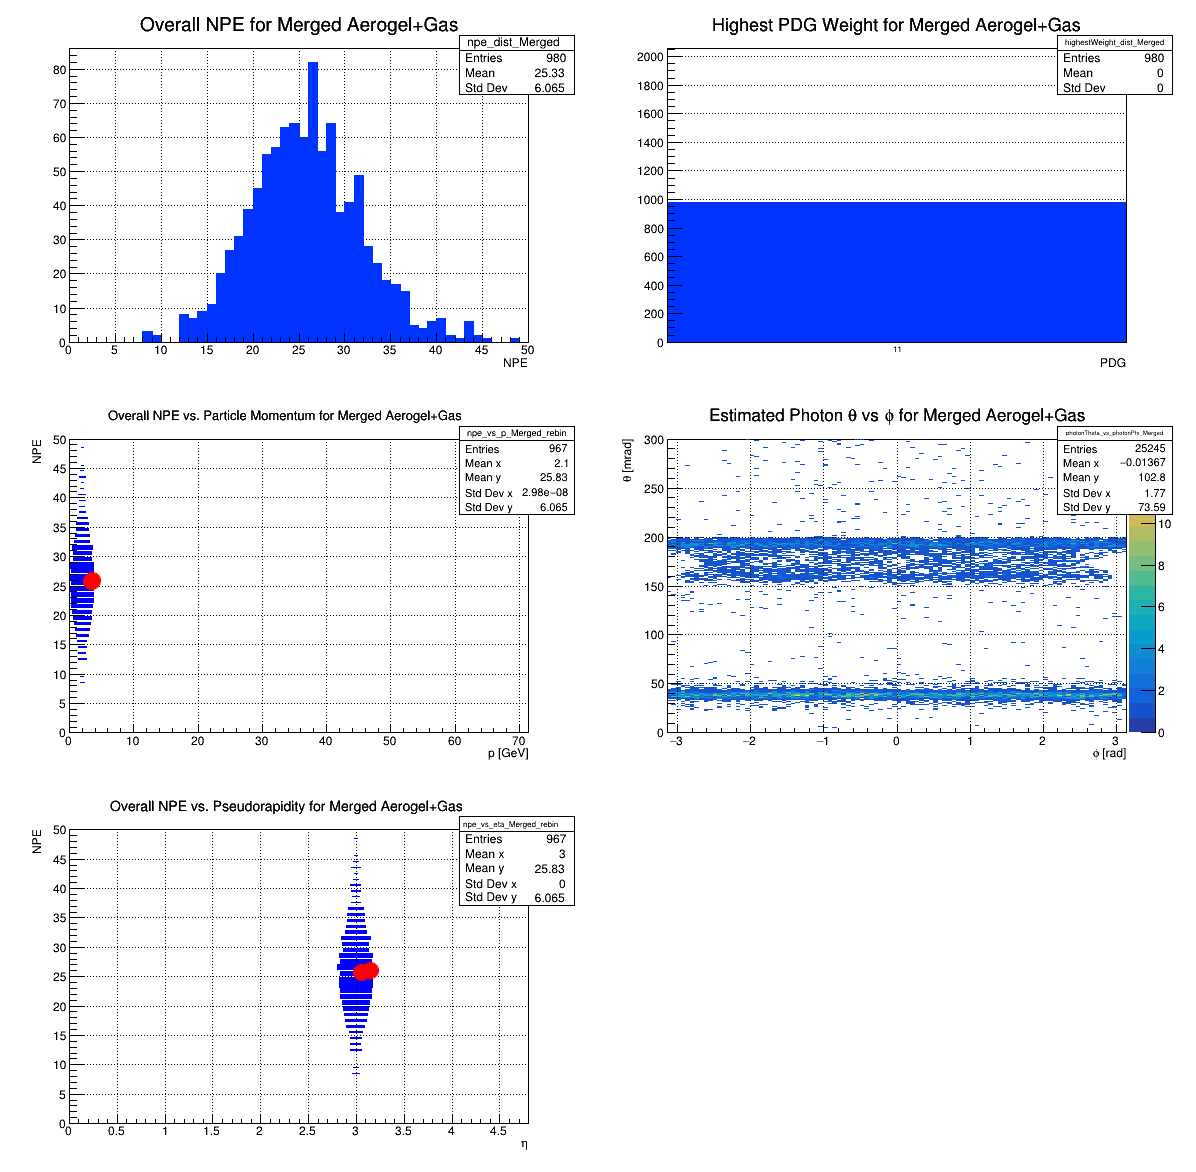 Overall NPE for Merged Aerogel+Gas
npe_dist_Merged
Entries 980
Mean 25.33
Std Dev 6.065
80
70
60
50
40
30
20
10
0
0 5 10 15 20 25 30 35 40 45 50
NPE
Highest PDG Weight for Merged Aerogel+Gas
highestWeight_dist_Merged
Entries 980
Mean 0
Std Dev 0
2000
1800
1600
1400
1200
1000
800
600
400
200
0
11
PDG
Overall NPE vs. Particle Momentum for Merged Aerogel+Gas
npe_vs_p_Merged_rebin
Entries 967
Mean x 2.1
Mean y 25.83
Std Dev x 2.98e−08
Std Dev y 6.065
NPE
50
45
40
35
30
25
20
15
10
5
0
0 10 20 30 40 50 60 70
p [GeV]
Estimated Photon θ vs ϕ for Merged Aerogel+Gas
photonTheta_vs_photonPhi_Merged
Entries 25245
Mean x −0.01367
Mean y 102.8
Std Dev x 1.77
Std Dev y 73.59
θ [mrad]
300
250
200
150
100
50
0
−3 −2 −1 0 1 2 3
ϕ [rad]
10
8
6
4
2
0
Overall NPE vs. Pseudorapidity for Merged Aerogel+Gas
npe_vs_eta_Merged_rebin
Entries 967
Mean x 3
Mean y 25.83
Std Dev x 0
Std Dev y 6.065
NPE
50
45
40
35
30
25
20
15
10
5
0
0 0.5 1 1.5 2 2.5 3 3.5 4 4.5
η